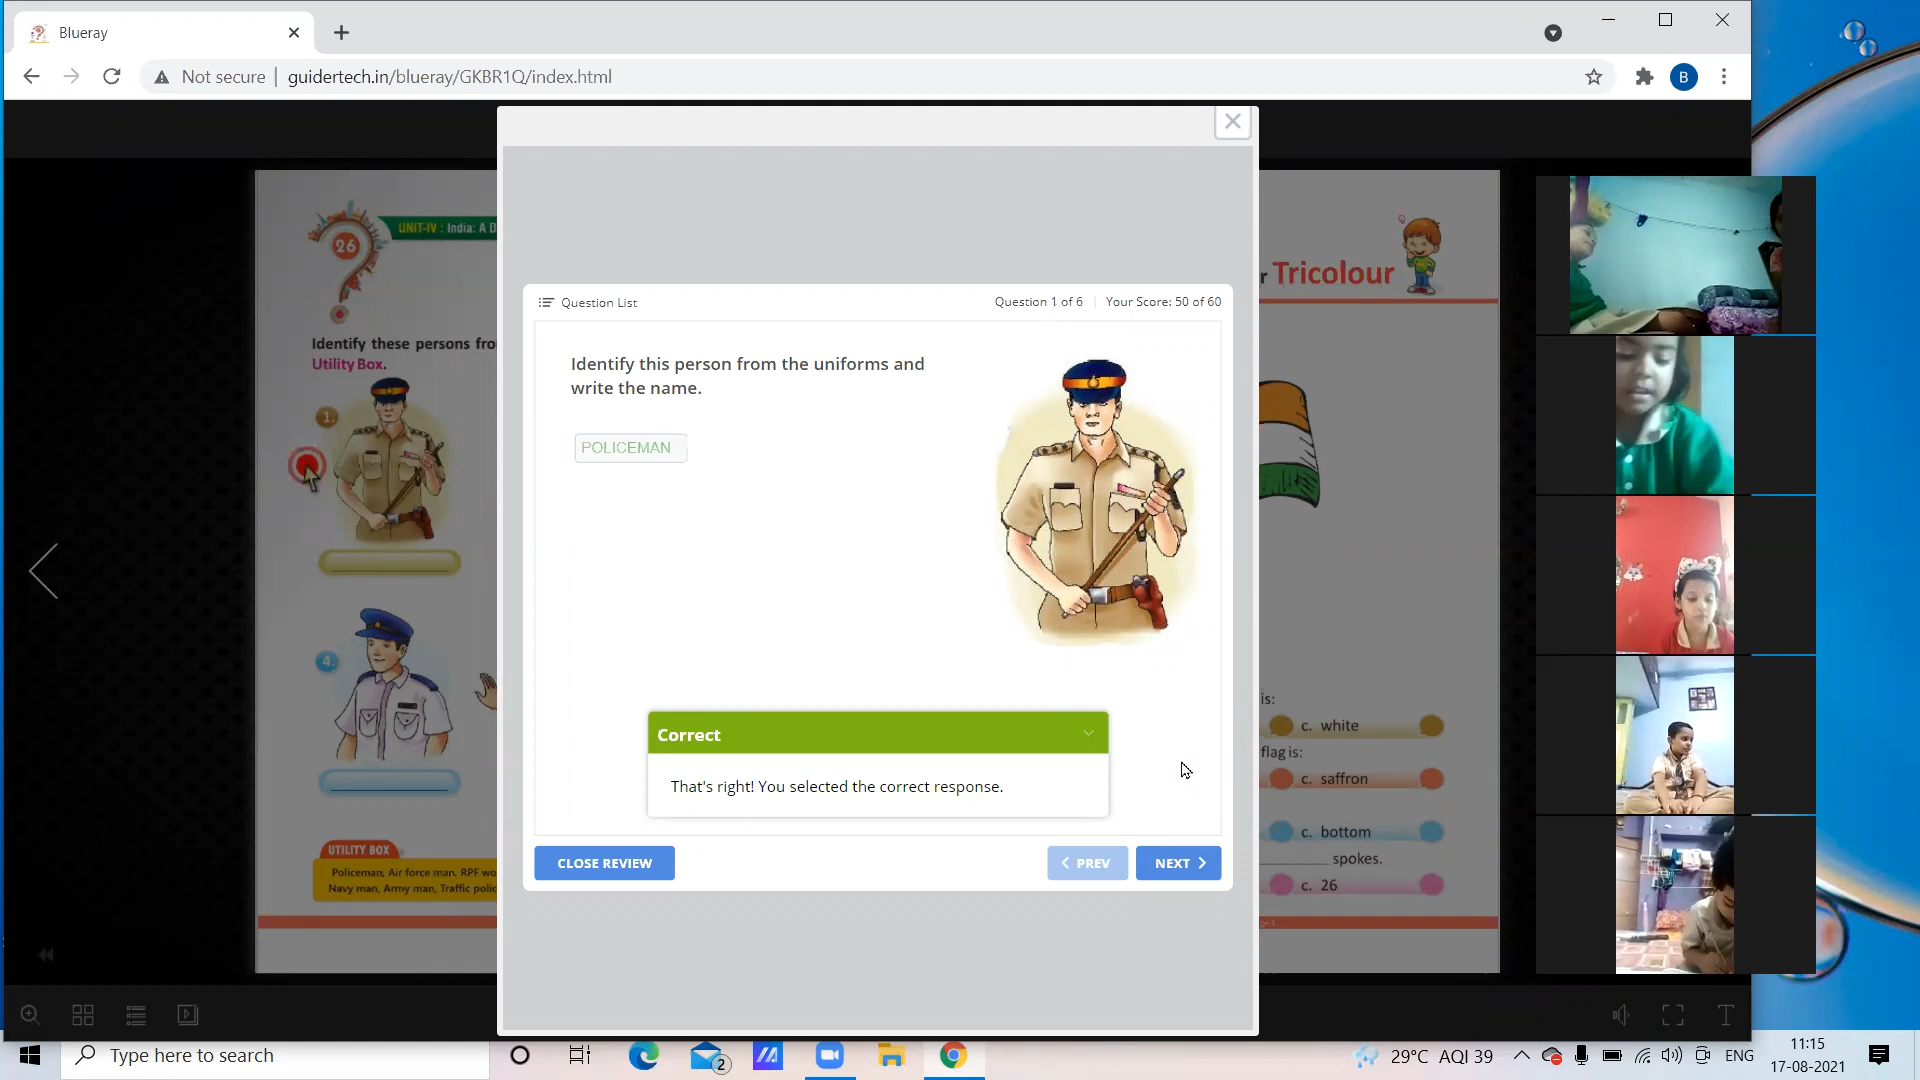 Blueray
Not secure
guidertech.in/blueray/GKBR1Q/index.html
B
26
UNIT-IV : India: A D
Identify these persons fro
Utility Box.
1.
4.
UTILITY BOX
Policeman, Air force man, RPF wo
Navy man, Army man, Traffic polic
Question List
Question 1 of 6
Your Score: 50 of 60
Identify this person from the uniforms and
write the name.
POLICEMAN
Correct
That's right! You selected the correct response.
CLOSE REVIEW
PREV
NEXT
r Tricolour
is:
c. white
flag is:
c. saffron
c. bottom
spokes.
c. 26
Type here to search
2
29°C AQI 39
ENG
11:15
17-08-2021